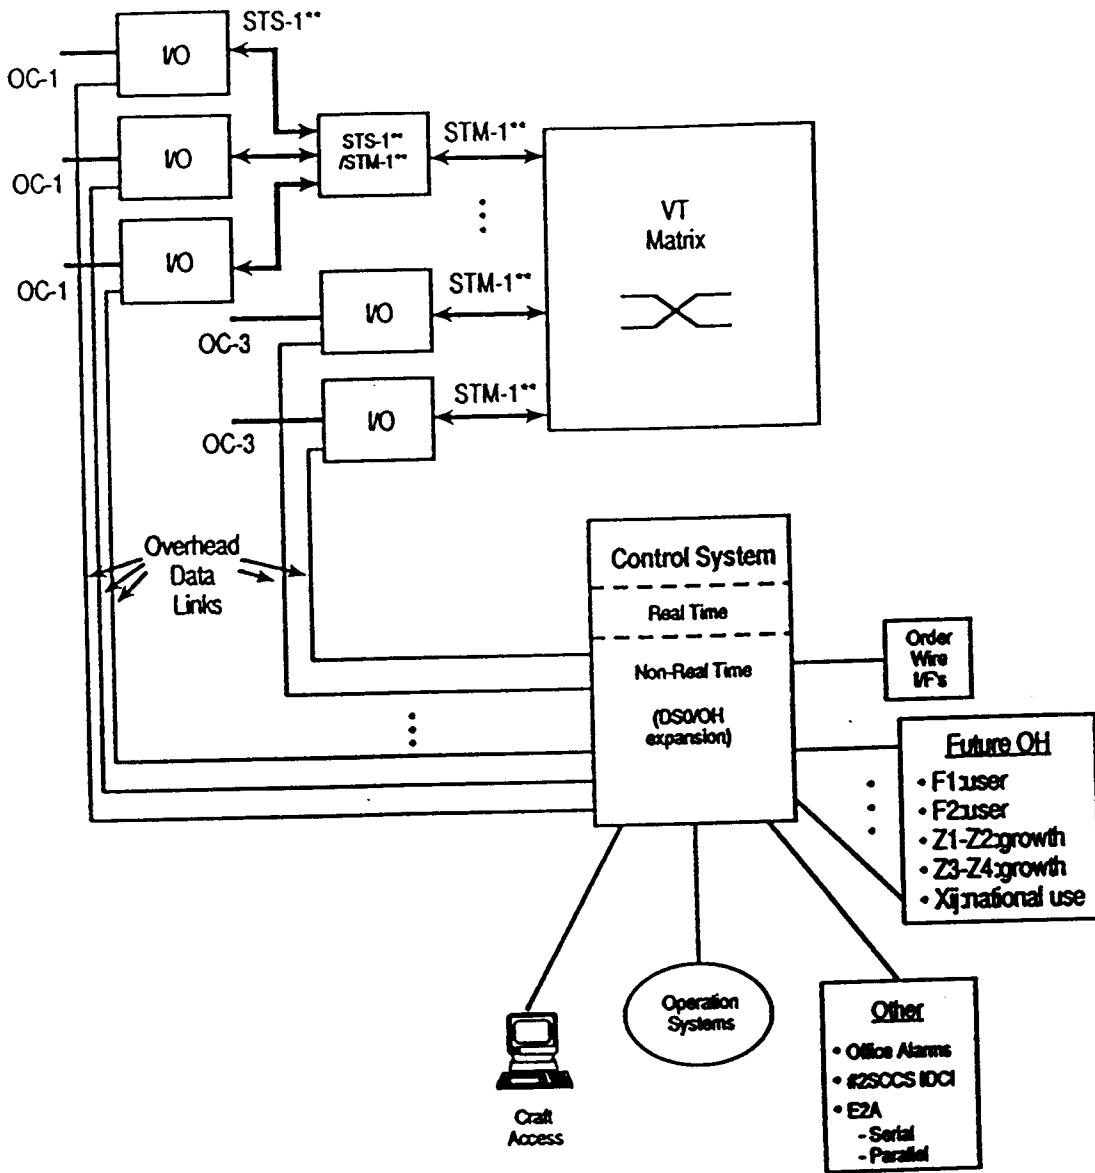 STS-1**
I/O
OC-1
I/O
OC-1
STS-1**
/STM-1**
STM-1**
I/O
OC-1
VT
Matrix
STM-1**
I/O
OC-3
STM-1**
I/O
OC-3
Overhead
Data
Links
Control System
Real Time
Non-Real Time
(DS0/OH
expansion)
Order
Wire
I/F's
Future OH
• F1:user
• F2:user
• Z1-Z2:growth
• Z3-Z4:growth
• Xij:national use
Operation
Systems
Craft
Access
Other
• Office Alarms
• #2SCCS IDCI
• E2A
- Serial
- Parallel